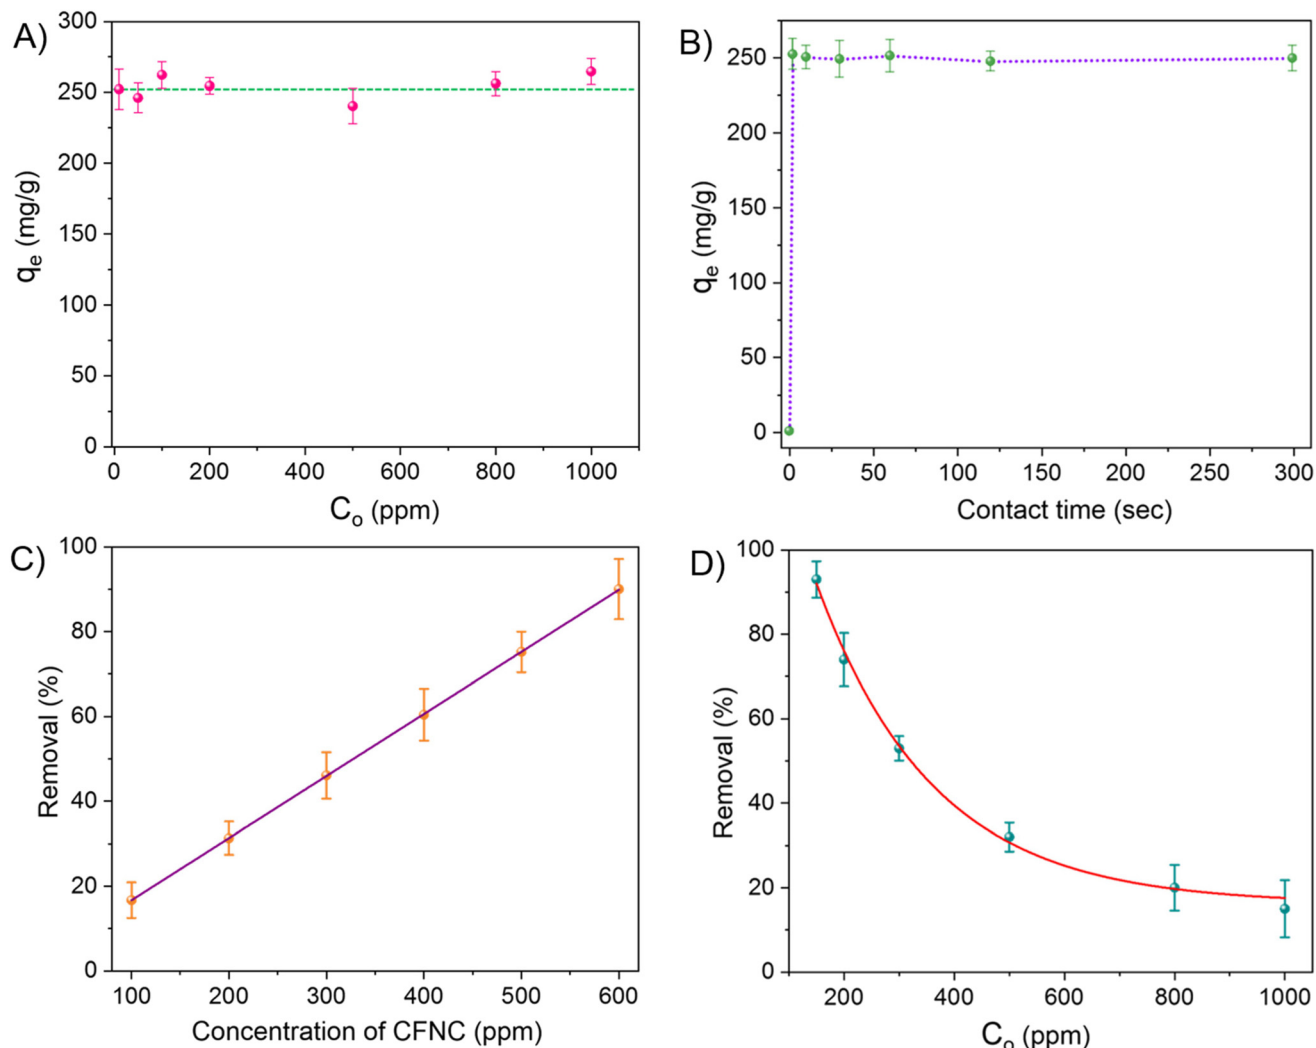 A)
300
250
200
150
100
50
0
qe (mg/g)
0 200 400 600 800 1000
Co (ppm)
B)
250
200
150
100
50
0
qe (mg/g)
0 50 100 150 200 250 300
Contact time (sec)
C)
100
80
60
40
20
0
Removal (%)
100 200 300 400 500 600
Concentration of CFNC (ppm)
D)
100
80
60
40
20
0
Removal (%)
200 400 600 800 1000
Co (ppm)